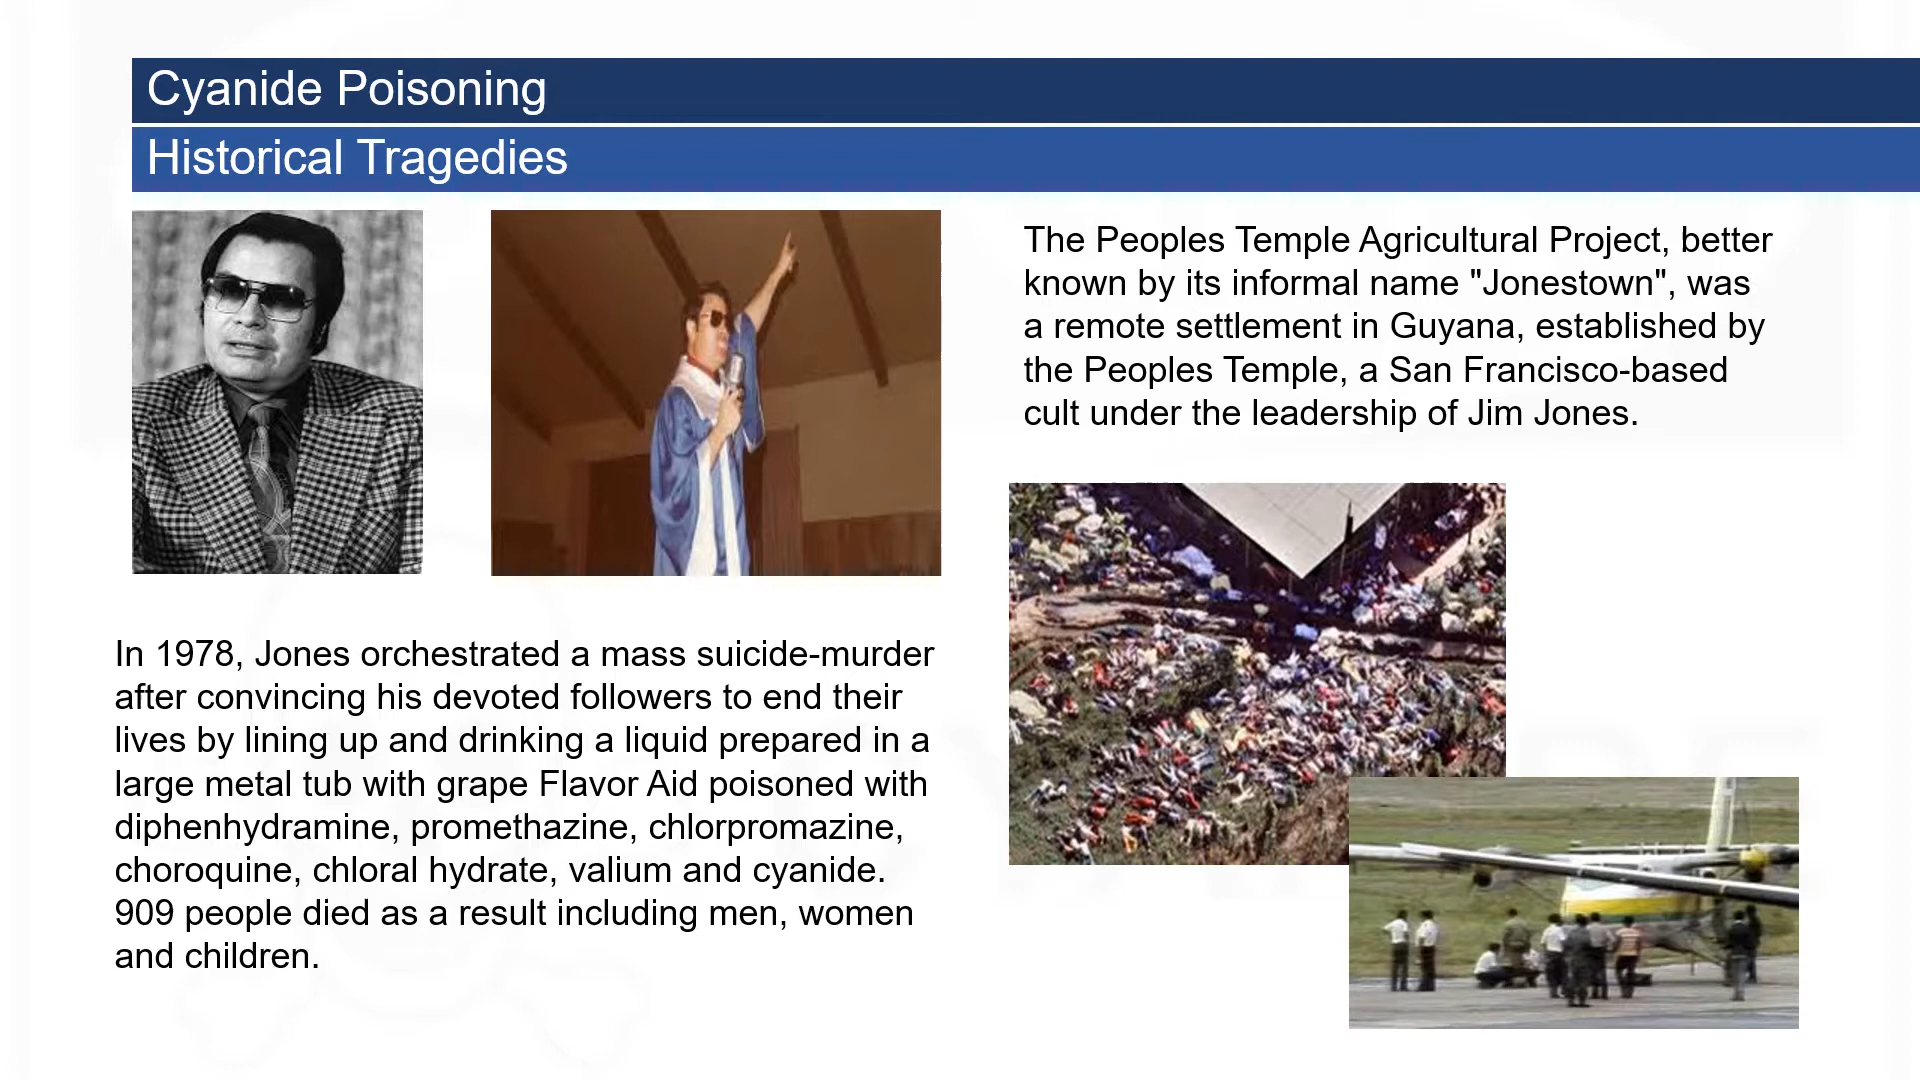 Cyanide Poisoning
Historical Tragedies
The Peoples Temple Agricultural Project, better
known by its informal name "Jonestown", was
a remote settlement in Guyana, established by
the Peoples Temple, a San Francisco-based
cult under the leadership of Jim Jones.
In 1978, Jones orchestrated a mass suicide-murder
after convincing his devoted followers to end their
lives by lining up and drinking a liquid prepared in a
large metal tub with grape Flavor Aid poisoned with
diphenhydramine, promethazine, chlorpromazine,
choroquine, chloral hydrate, valium and cyanide.
909 people died as a result including men, women
and children.